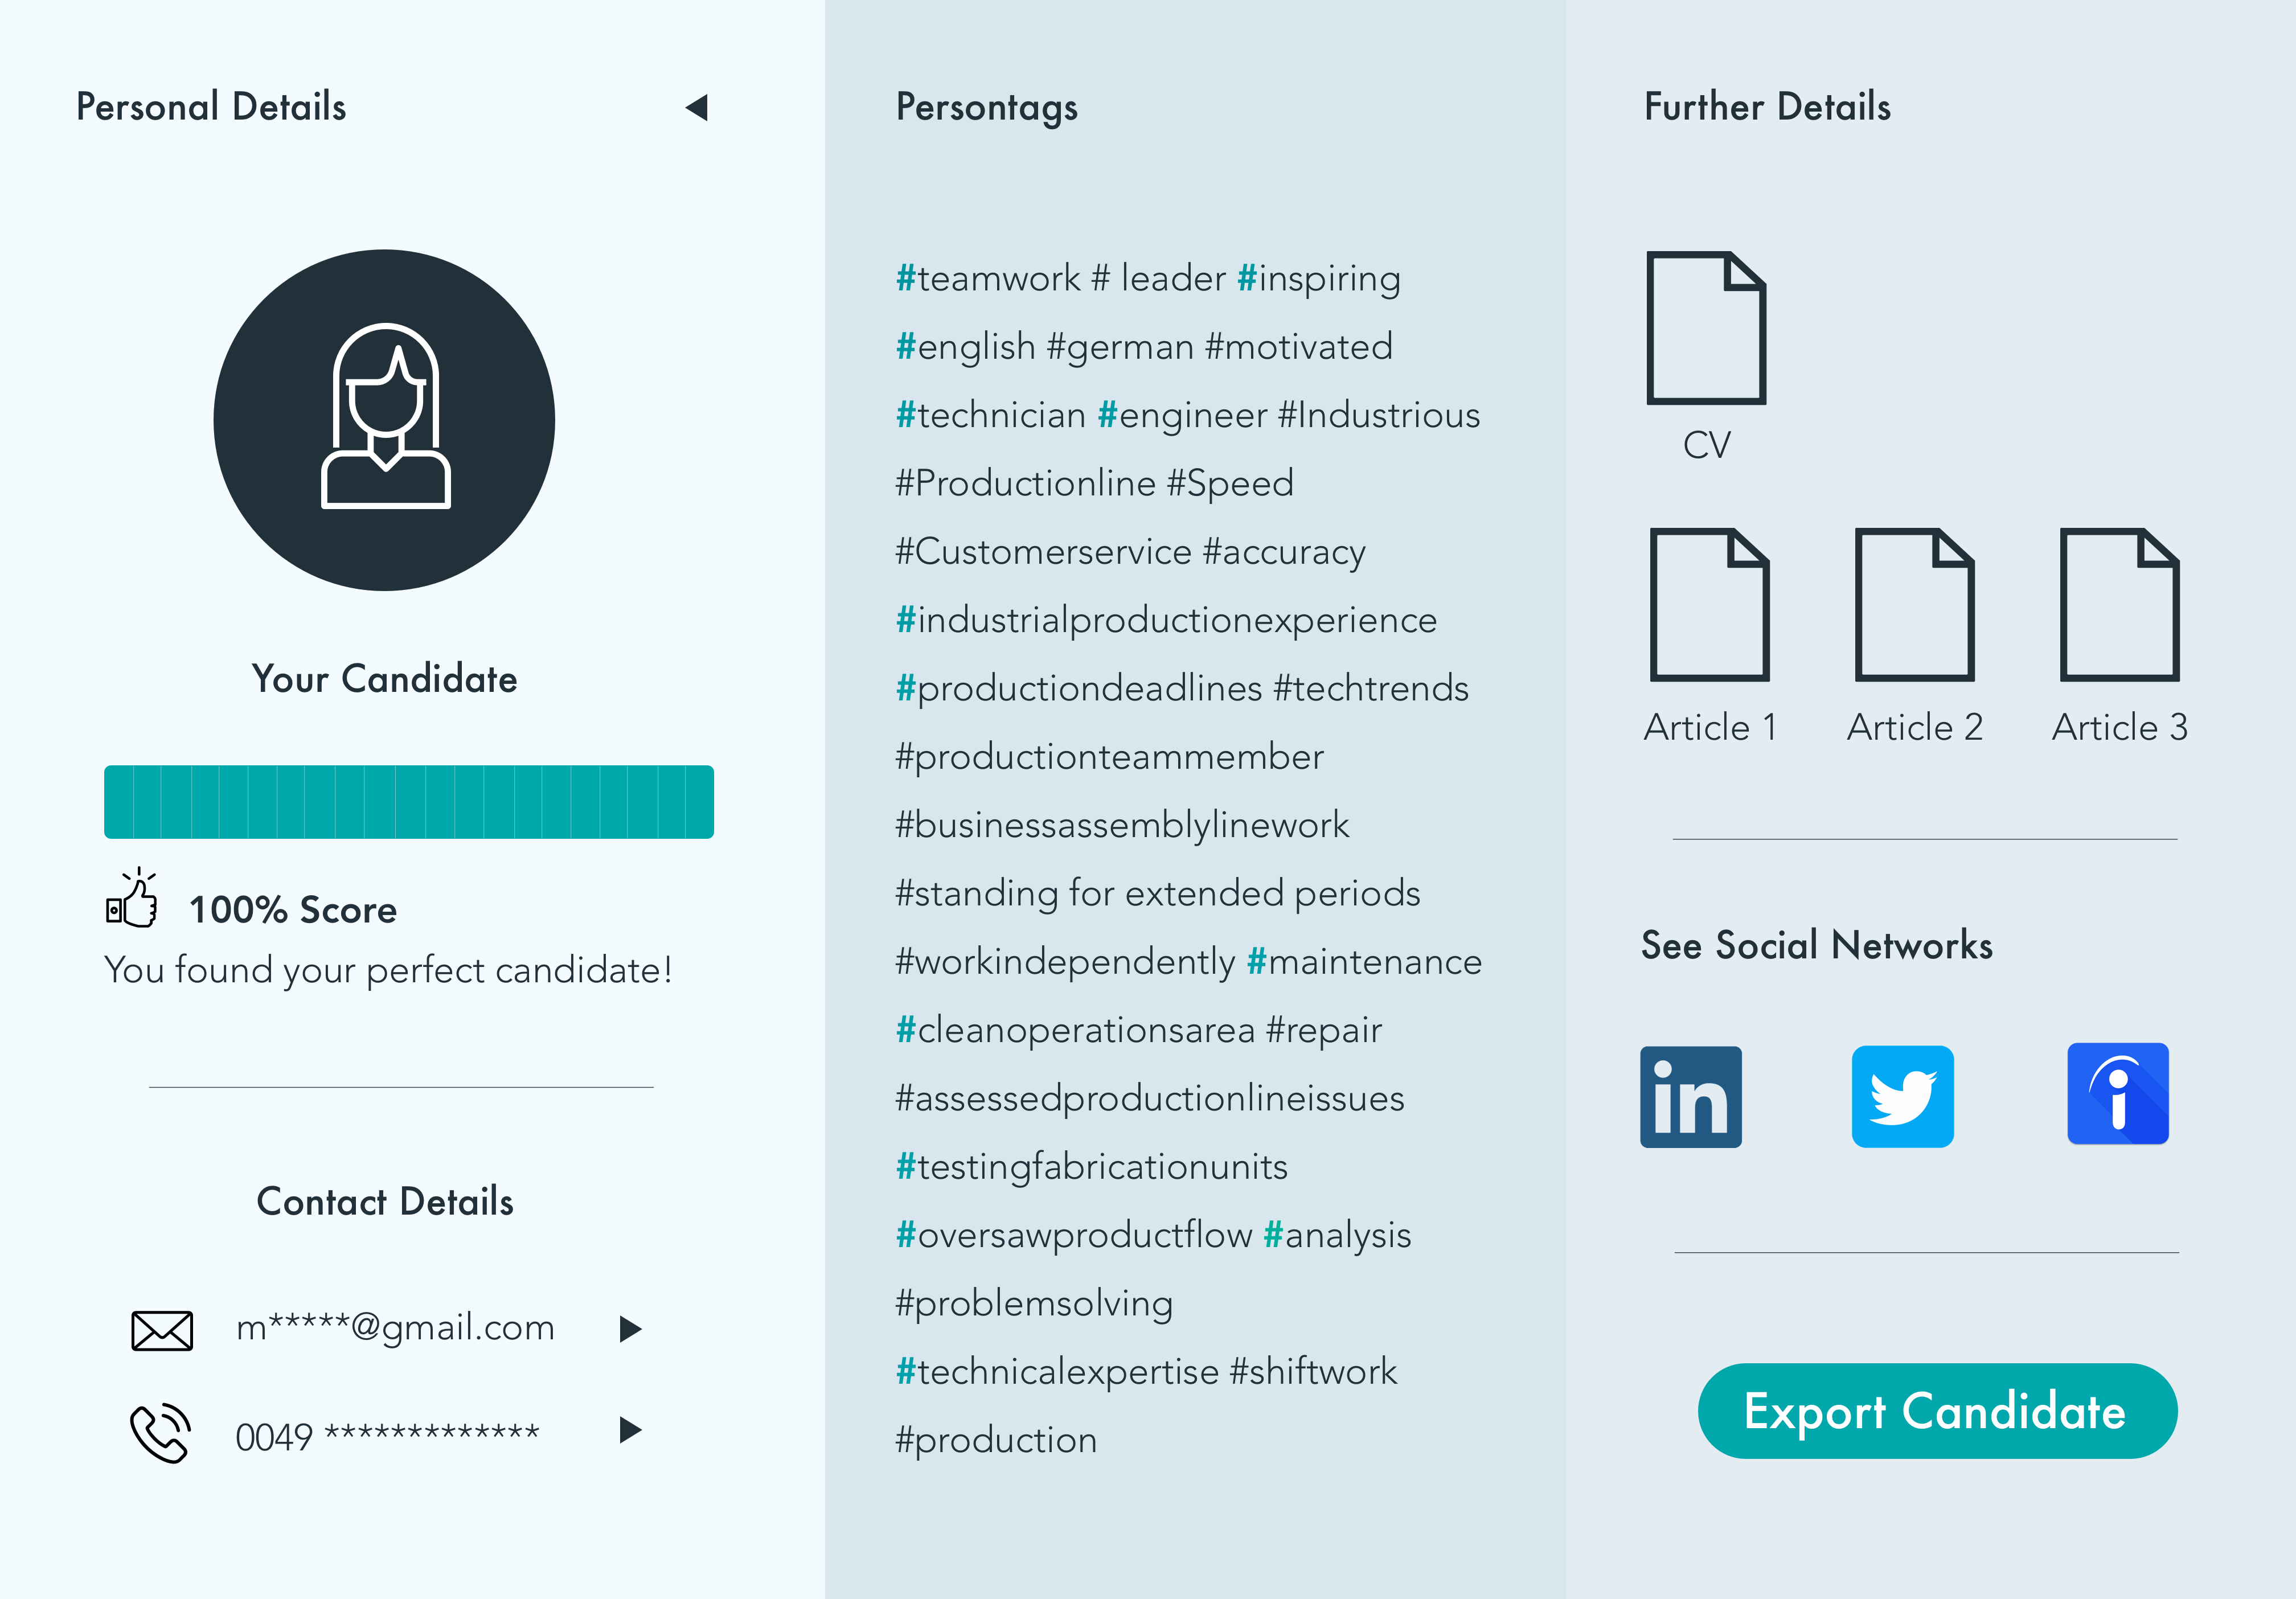 Personal Details
Your Candidate
100% Score
You found your perfect candidate!
Contact Details
m*****@gmail.com
0049 *************
Persontags
#teamwork # leader #inspiring
#english #german #motivated
#technician #engineer #Industrious
#Productionline #Speed
#Customerservice #accuracy
#industrialproductionexperience
#productiondeadlines #techtrends
#productionteammember
#businessassemblylinework
#standing for extended periods
#workindependently #maintenance
#cleanoperationsarea #repair
#assessedproductionlineissues
#testingfabricationunits
#oversawproductflow #analysis
#problemsolving
#technicalexpertise #shiftwork
#production
Further Details
CV
Article 1 Article 2 Article 3
See Social Networks
in
i
Export Candidate